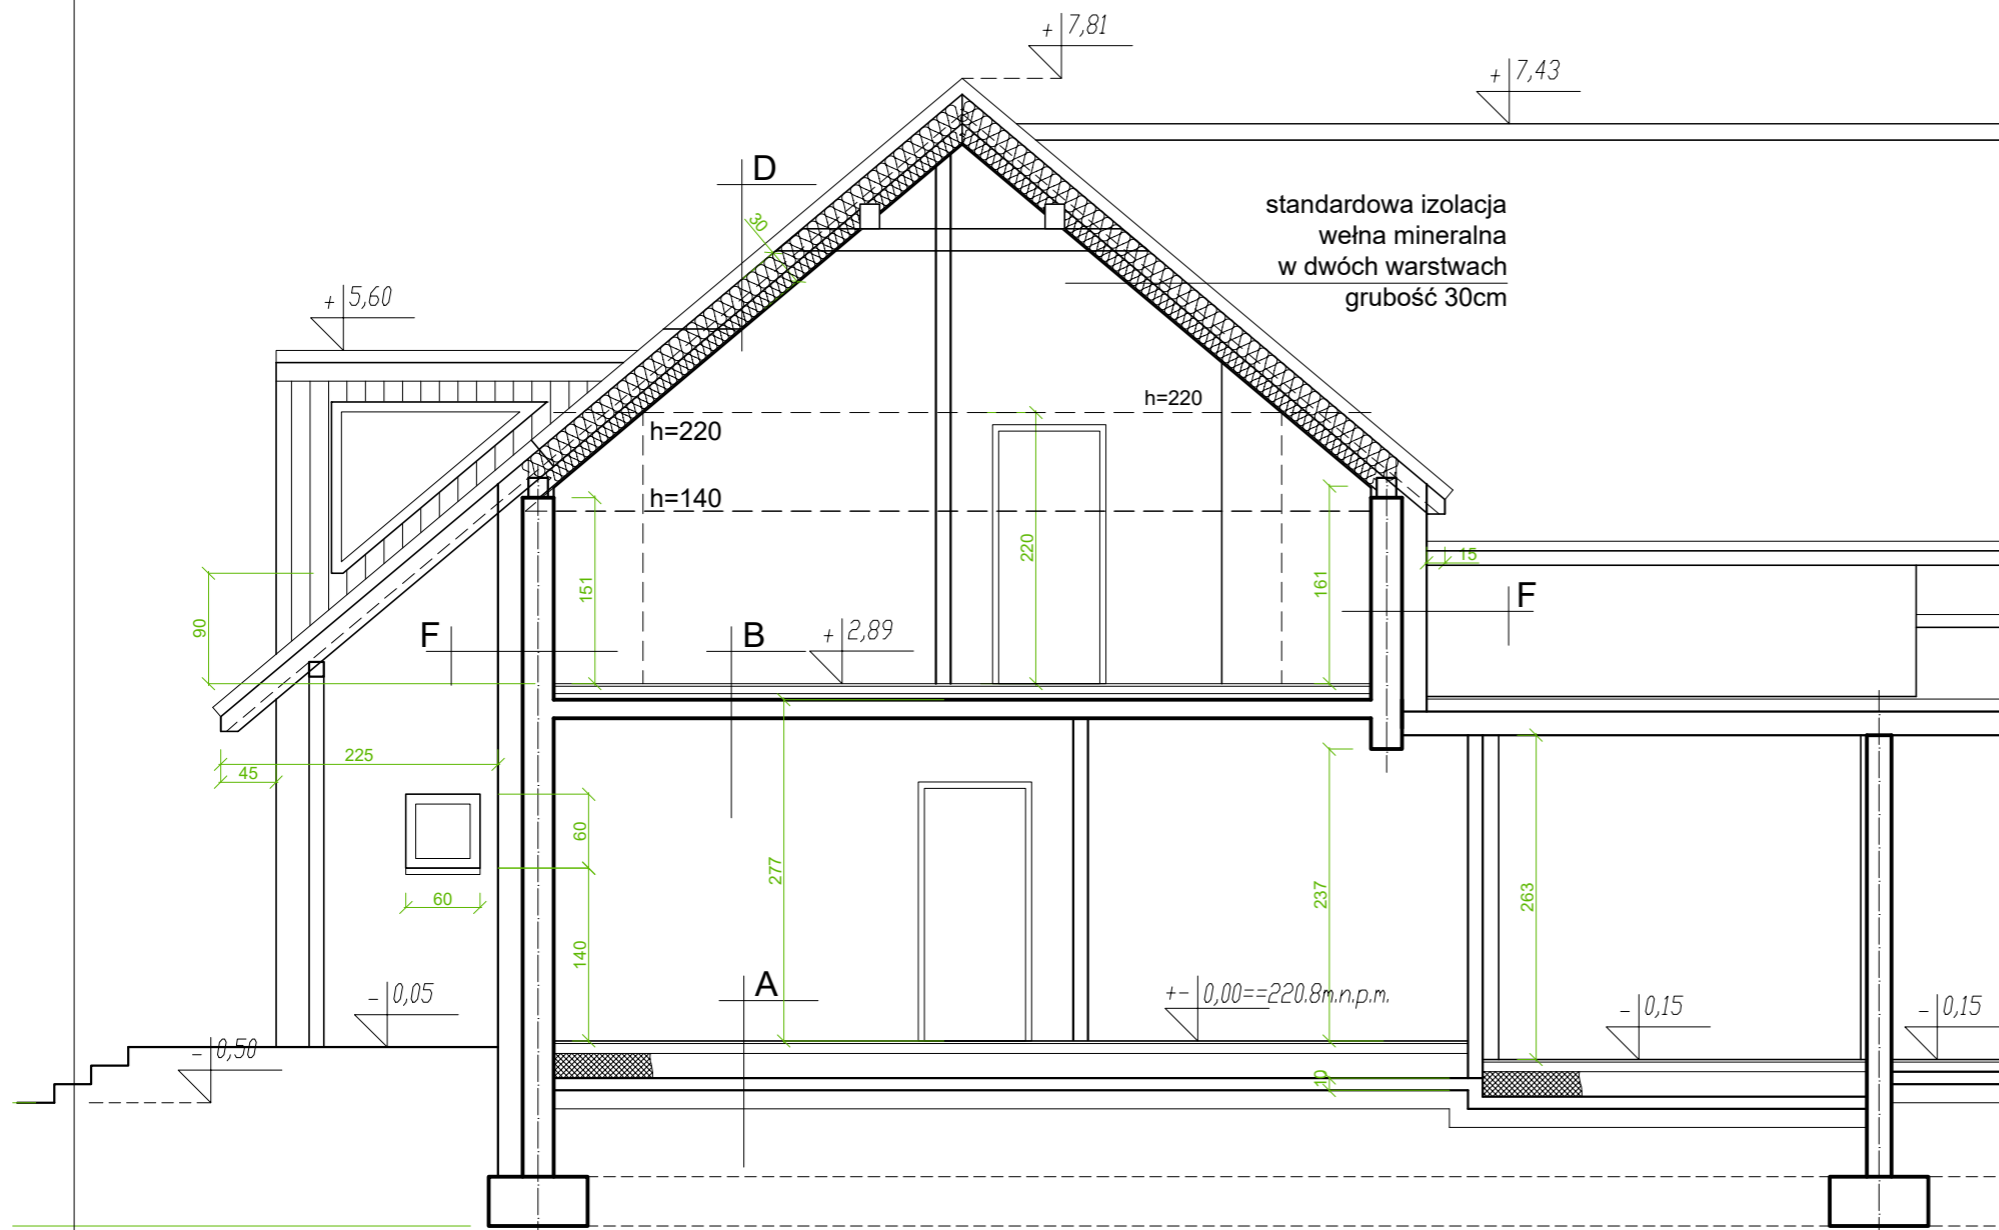 + 7,81
+ 7,43
D
standardowa izolacja
wełna mineralna
w dwóch warstwach
grubość 30cm
30
+ 5,60
h=220
h=220
h=140
220
151
161
15
90
F
B
+ 2,89
F
225
45
60
277
237
263
60
140
A
- 0,05
+- 0,00==220.8m.n.p.m.
- 0,15
- 0,15
- 0,50
10